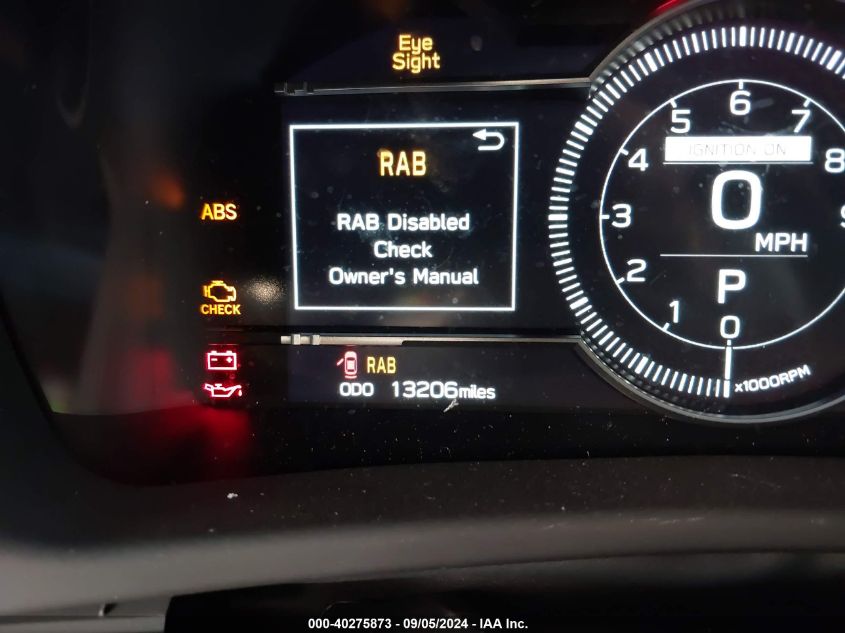 Eye
Sight
RAB
RAB Disabled
Check
Owner's Manual
ABS
CHECK
RAB
ODO 13206miles
IGNITION ON
0
MPH
P
0
1
2
3
4
5
6
7
8
x1000RPM
000-40275873 - 09/05/2024 - IAA Inc.